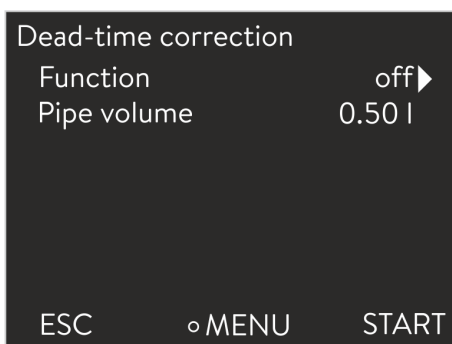 Dead-time correction
Function off
Pipe volume 0.50 l
ESC MENU START